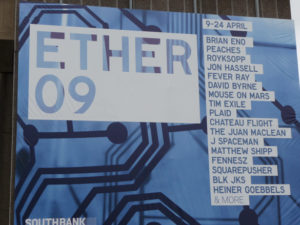 ETHER
09
9-24 APRIL
BRIAN ENO
PEACHES
ROYKSOPP
JON HASSELL
FEVER RAY
DAVID BYRNE
MOUSE ON MARS
TIM EXILE
PLAID
CHATEAU FLIGHT
THE JUAN MACLEAN
J SPACEMAN
MATTHEW SHIPP
FENNESZ
SQUAREPUSHER
BLK JKS
HEINER GOEBBELS
& MORE
SOUTHBANK